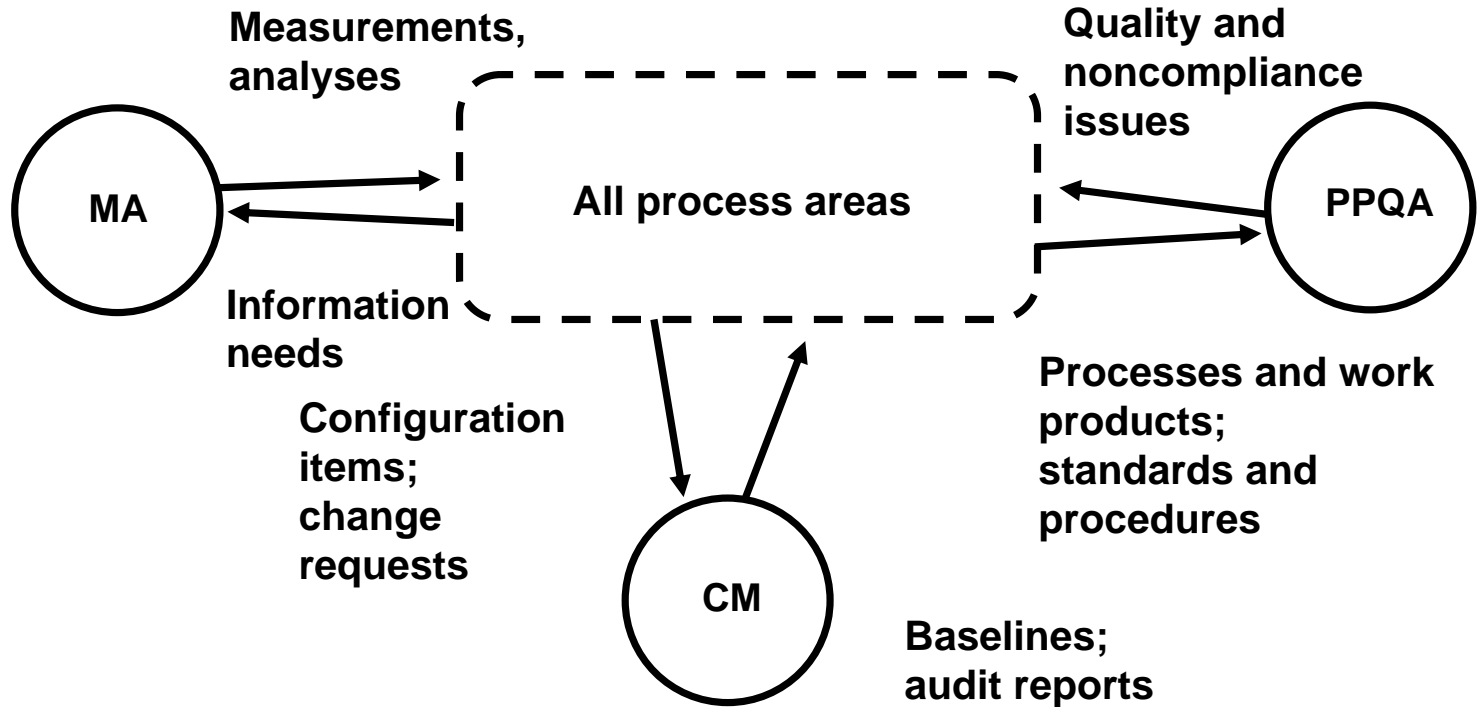 Measurements,
analyses
Quality and
noncompliance
issues
MA
All process areas
PPQA
Information
needs
Processes and work
products;
standards and
procedures
Configuration
items;
change
requests
CM
Baselines;
audit reports